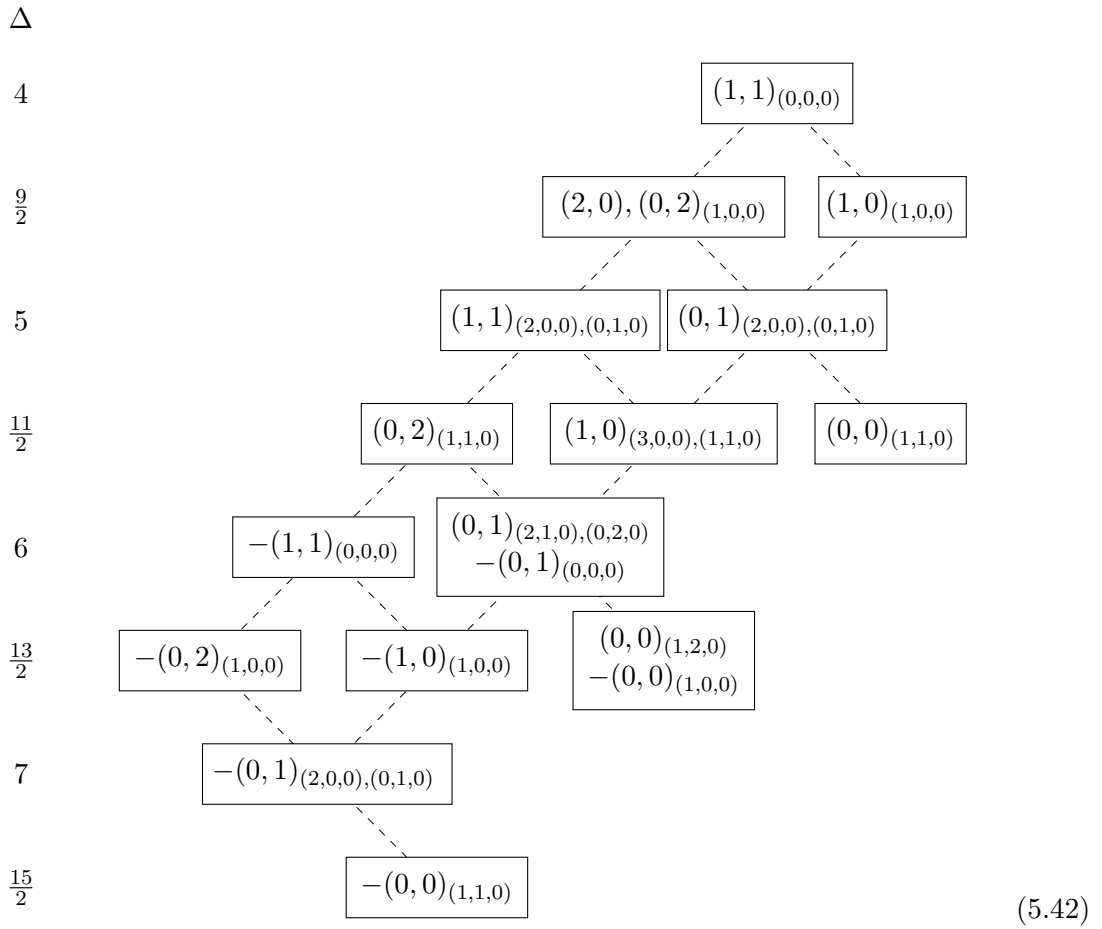 Δ
4 (1, 1)_{(0,0,0)}
9/2 (2, 0), (0, 2)_{(1,0,0)} (1, 0)_{(1,0,0)}
5 (1, 1)_{(2,0,0),(0,1,0)} (0, 1)_{(2,0,0),(0,1,0)}
11/2 (0, 2)_{(1,1,0)} (1, 0)_{(3,0,0),(1,1,0)} (0, 0)_{(1,1,0)}
6 −(1, 1)_{(0,0,0)} (0, 1)_{(2,1,0),(0,2,0)}
−(0, 1)_{(0,0,0)}
13/2 −(0, 2)_{(1,0,0)} −(1, 0)_{(1,0,0)} (0, 0)_{(1,2,0)}
−(0, 0)_{(1,0,0)}
7 −(0, 1)_{(2,0,0),(0,1,0)}
15/2 −(0, 0)_{(1,1,0)}
(5.42)